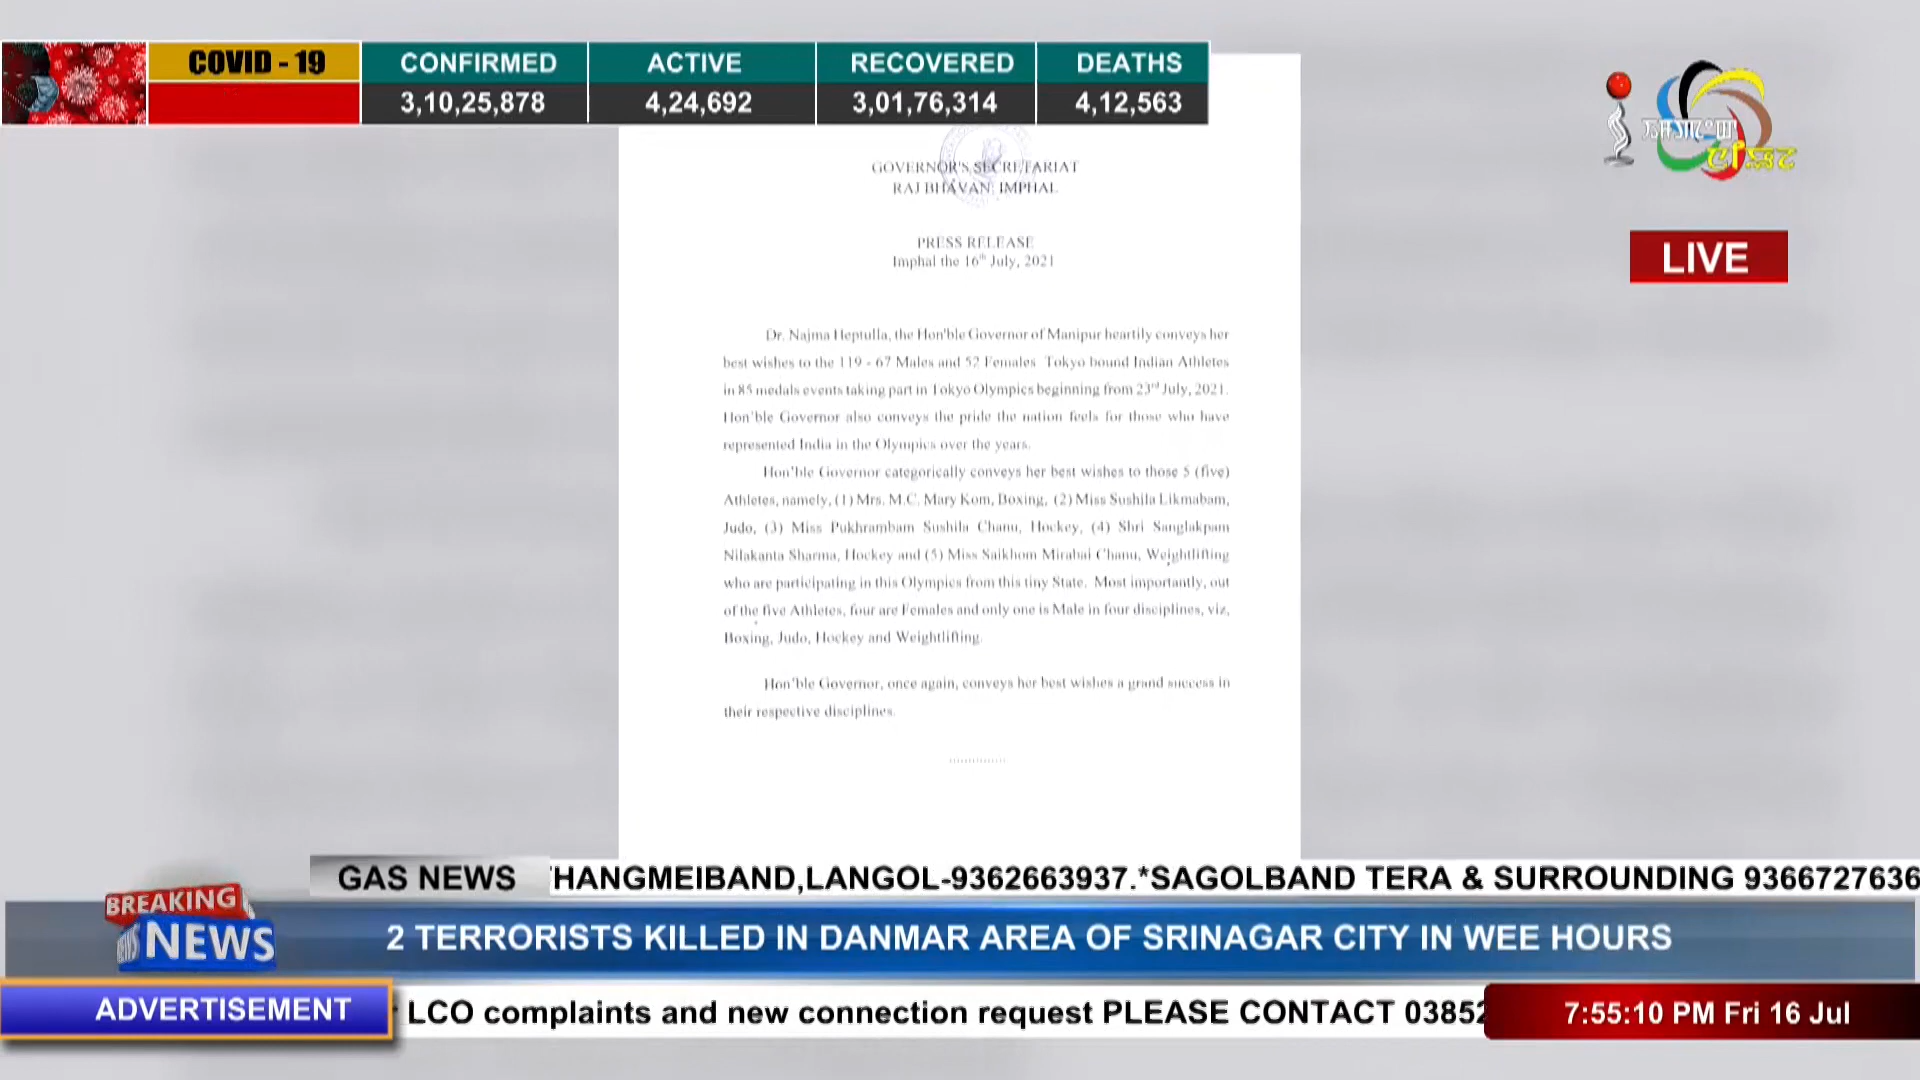 COVID - 19
CONFIRMED ACTIVE RECOVERED DEATHS
3,10,25,878 4,24,692 3,01,76,314 4,12,563
GOVERNOR'S SECRETARIAT
RAJ BHAVAN: IMPHAL
LIVE
PRESS RELEASE
Imphal the 16th July, 2021
Dr. Najma Heptulla, the Hon'ble Governor of Manipur heartily conveys her
best wishes to the 119 - 67 Males and 52 Females Tokyo bound Indian Athletes
in 85 medals events taking part in Tokyo Olympics beginning from 23rd July, 2021.
Hon'ble Governor also conveys the pride the nation feels for those who have
represented India in the Olympics over the years.
Hon'ble Governor categorically conveys her best wishes to those 5 (five)
Athletes, namely, (1) Mrs. M.C. Mary Kom, Boxing, (2) Miss Sushila Likmabam,
Judo, (3) Miss Pukhrambam Sushila Chanu, Hockey, (4) Shri Sanglakpam
Nilakanta Sharma, Hockey and (5) Miss Saikhom Mirabai Chanu, Weightlifting
who are participating in this Olympics from this tiny State. Most importantly, out
of the five Athletes, four are Females and only one is Male in four disciplines, viz,
Boxing, Judo, Hockey and Weightlifting.
Hon'ble Governor, once again, conveys her best wishes a grand success in
their respective disciplines.
..............
GAS NEWS THANGMEIBAND,LANGOL-9362663937.*SAGOLBAND TERA & SURROUNDING 9366727636
BREAKING
NEWS
2 TERRORISTS KILLED IN DANMAR AREA OF SRINAGAR CITY IN WEE HOURS
ADVERTISEMENT LCO complaints and new connection request PLEASE CONTACT 03852 7:55:10 PM Fri 16 Jul